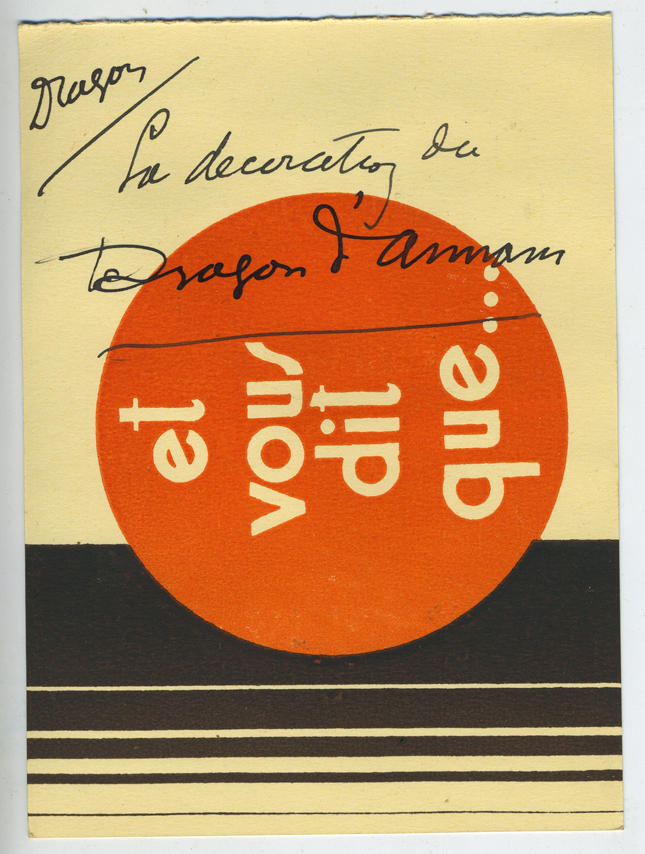 Dragon
La decoration du
Dragon d'annam
et
vous
dit
que...